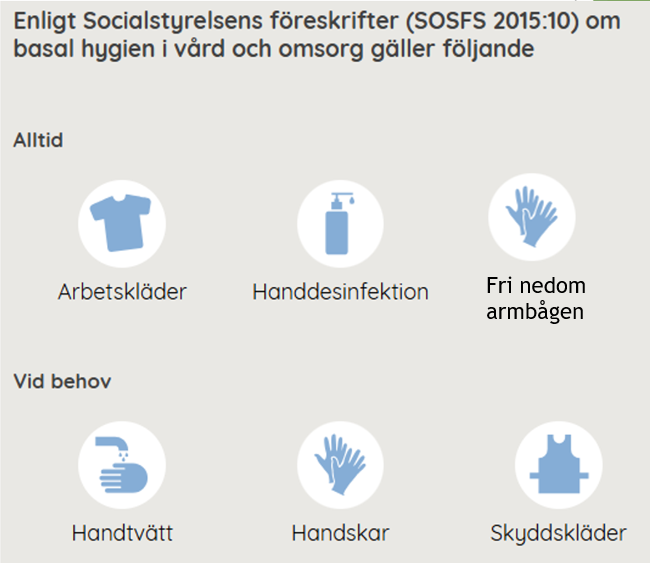 Enligt Socialstyrelsens föreskrifter (SOSFS 2015:10) om
basal hygien i vård och omsorg gäller följande
Alltid
Arbetskläder
Handdesinfektion
Fri nedom
armbågen
Vid behov
Handtvätt
Handskar
Skyddskläder